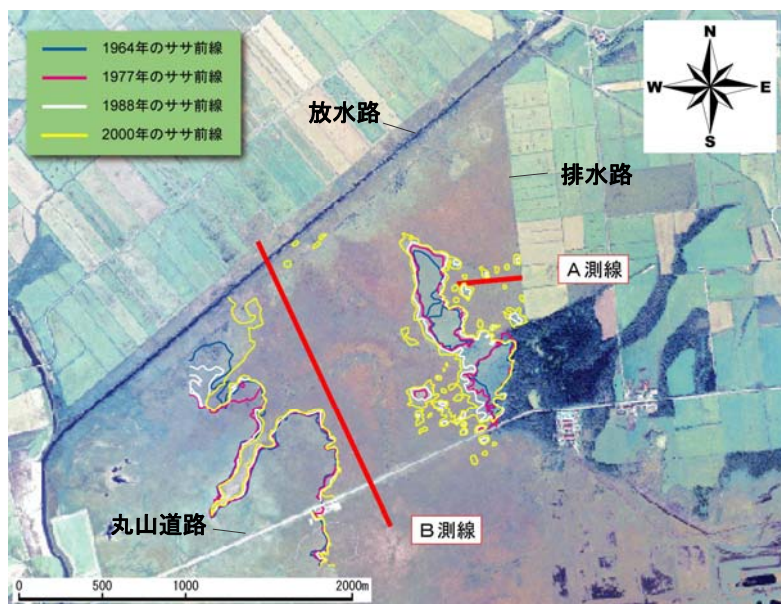 1964年のササ前線
1977年のササ前線
1988年のササ前線
2000年のササ前線
放水路
排水路
N
W
E
S
A測線
B測線
丸山道路
0
500
1000
2000m